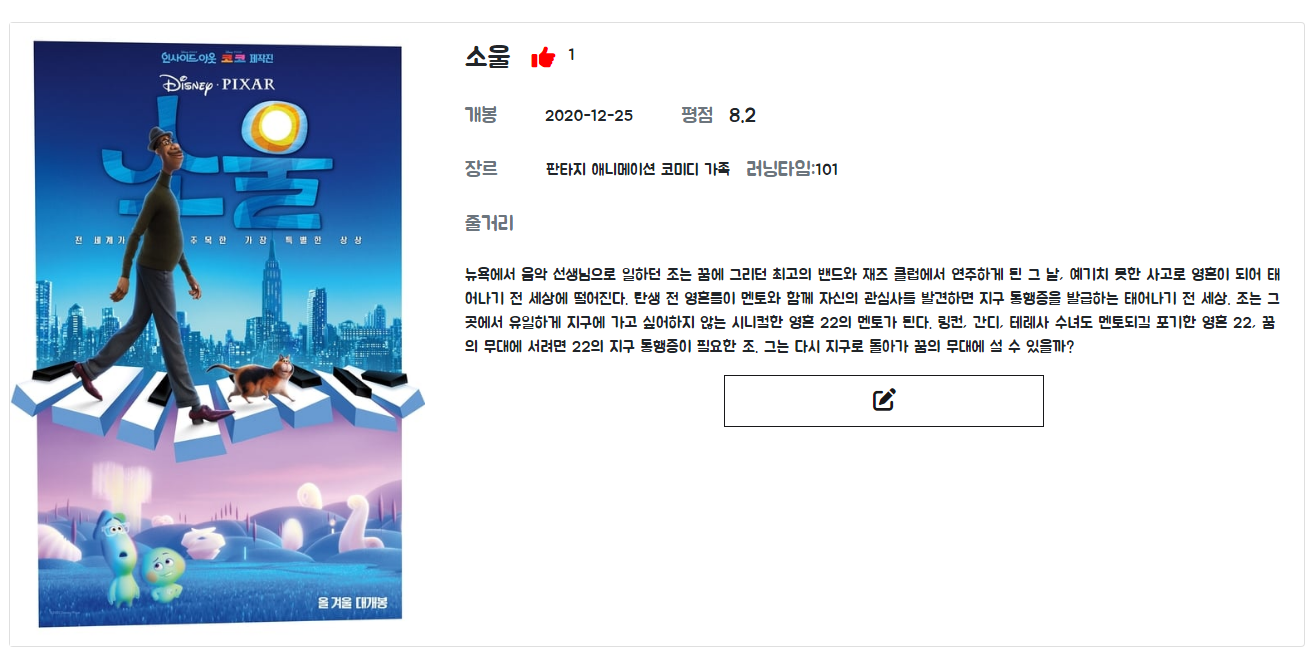 인사이드 아웃 코코 제작진
Disney · PIXAR
소울
전 세계가 주목한 가장 특별한 상상
올 겨울 대개봉
소울 1
개봉 2020-12-25 평점 8.2
장르 판타지 애니메이션 코미디 가족 러닝타임:101
줄거리
뉴욕에서 음악 선생님으로 일하던 조는 꿈에 그리던 최고의 밴드와 재즈 클럽에서 연주하게 된 그 날, 예기치 못한 사고로 영혼이 되어 태
어나기 전 세상에 떨어진다. 탄생 전 영혼들이 멘토와 함께 자신의 관심사를 발견하면 지구 통행증을 발급하는 태어나기 전 세상. 조는 그
곳에서 유일하게 지구에 가고 싶어하지 않는 시니컬한 영혼 22의 멘토가 된다. 링컨, 간디, 테레사 수녀도 멘토되길 포기한 영혼 22, 꿈
의 무대에 서려면 22의 지구 통행증이 필요한 조. 그는 다시 지구로 돌아가 꿈의 무대에 설 수 있을까?